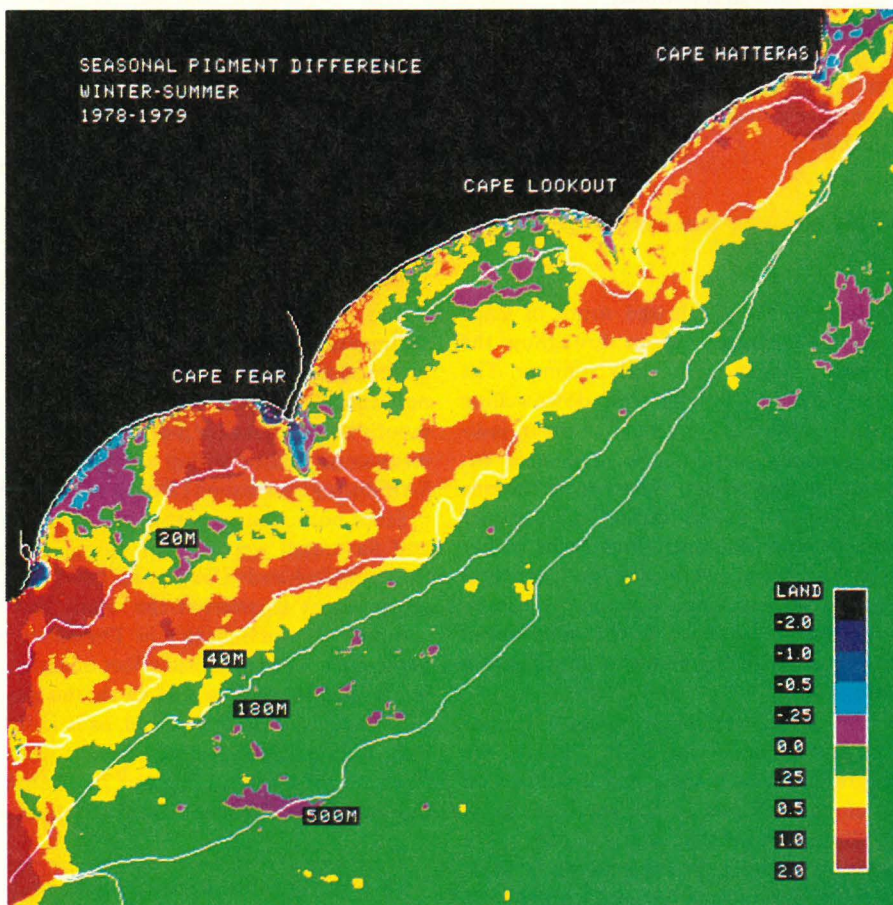 SEASONAL PIGMENT DIFFERENCE
WINTER-SUMMER
1978-1979
CAPE HATTERAS
CAPE LOOKOUT
CAPE FEAR
20M
40M
180M
500M
LAND
-2.0
-1.0
-0.5
-.25
0.0
.25
0.5
1.0
2.0